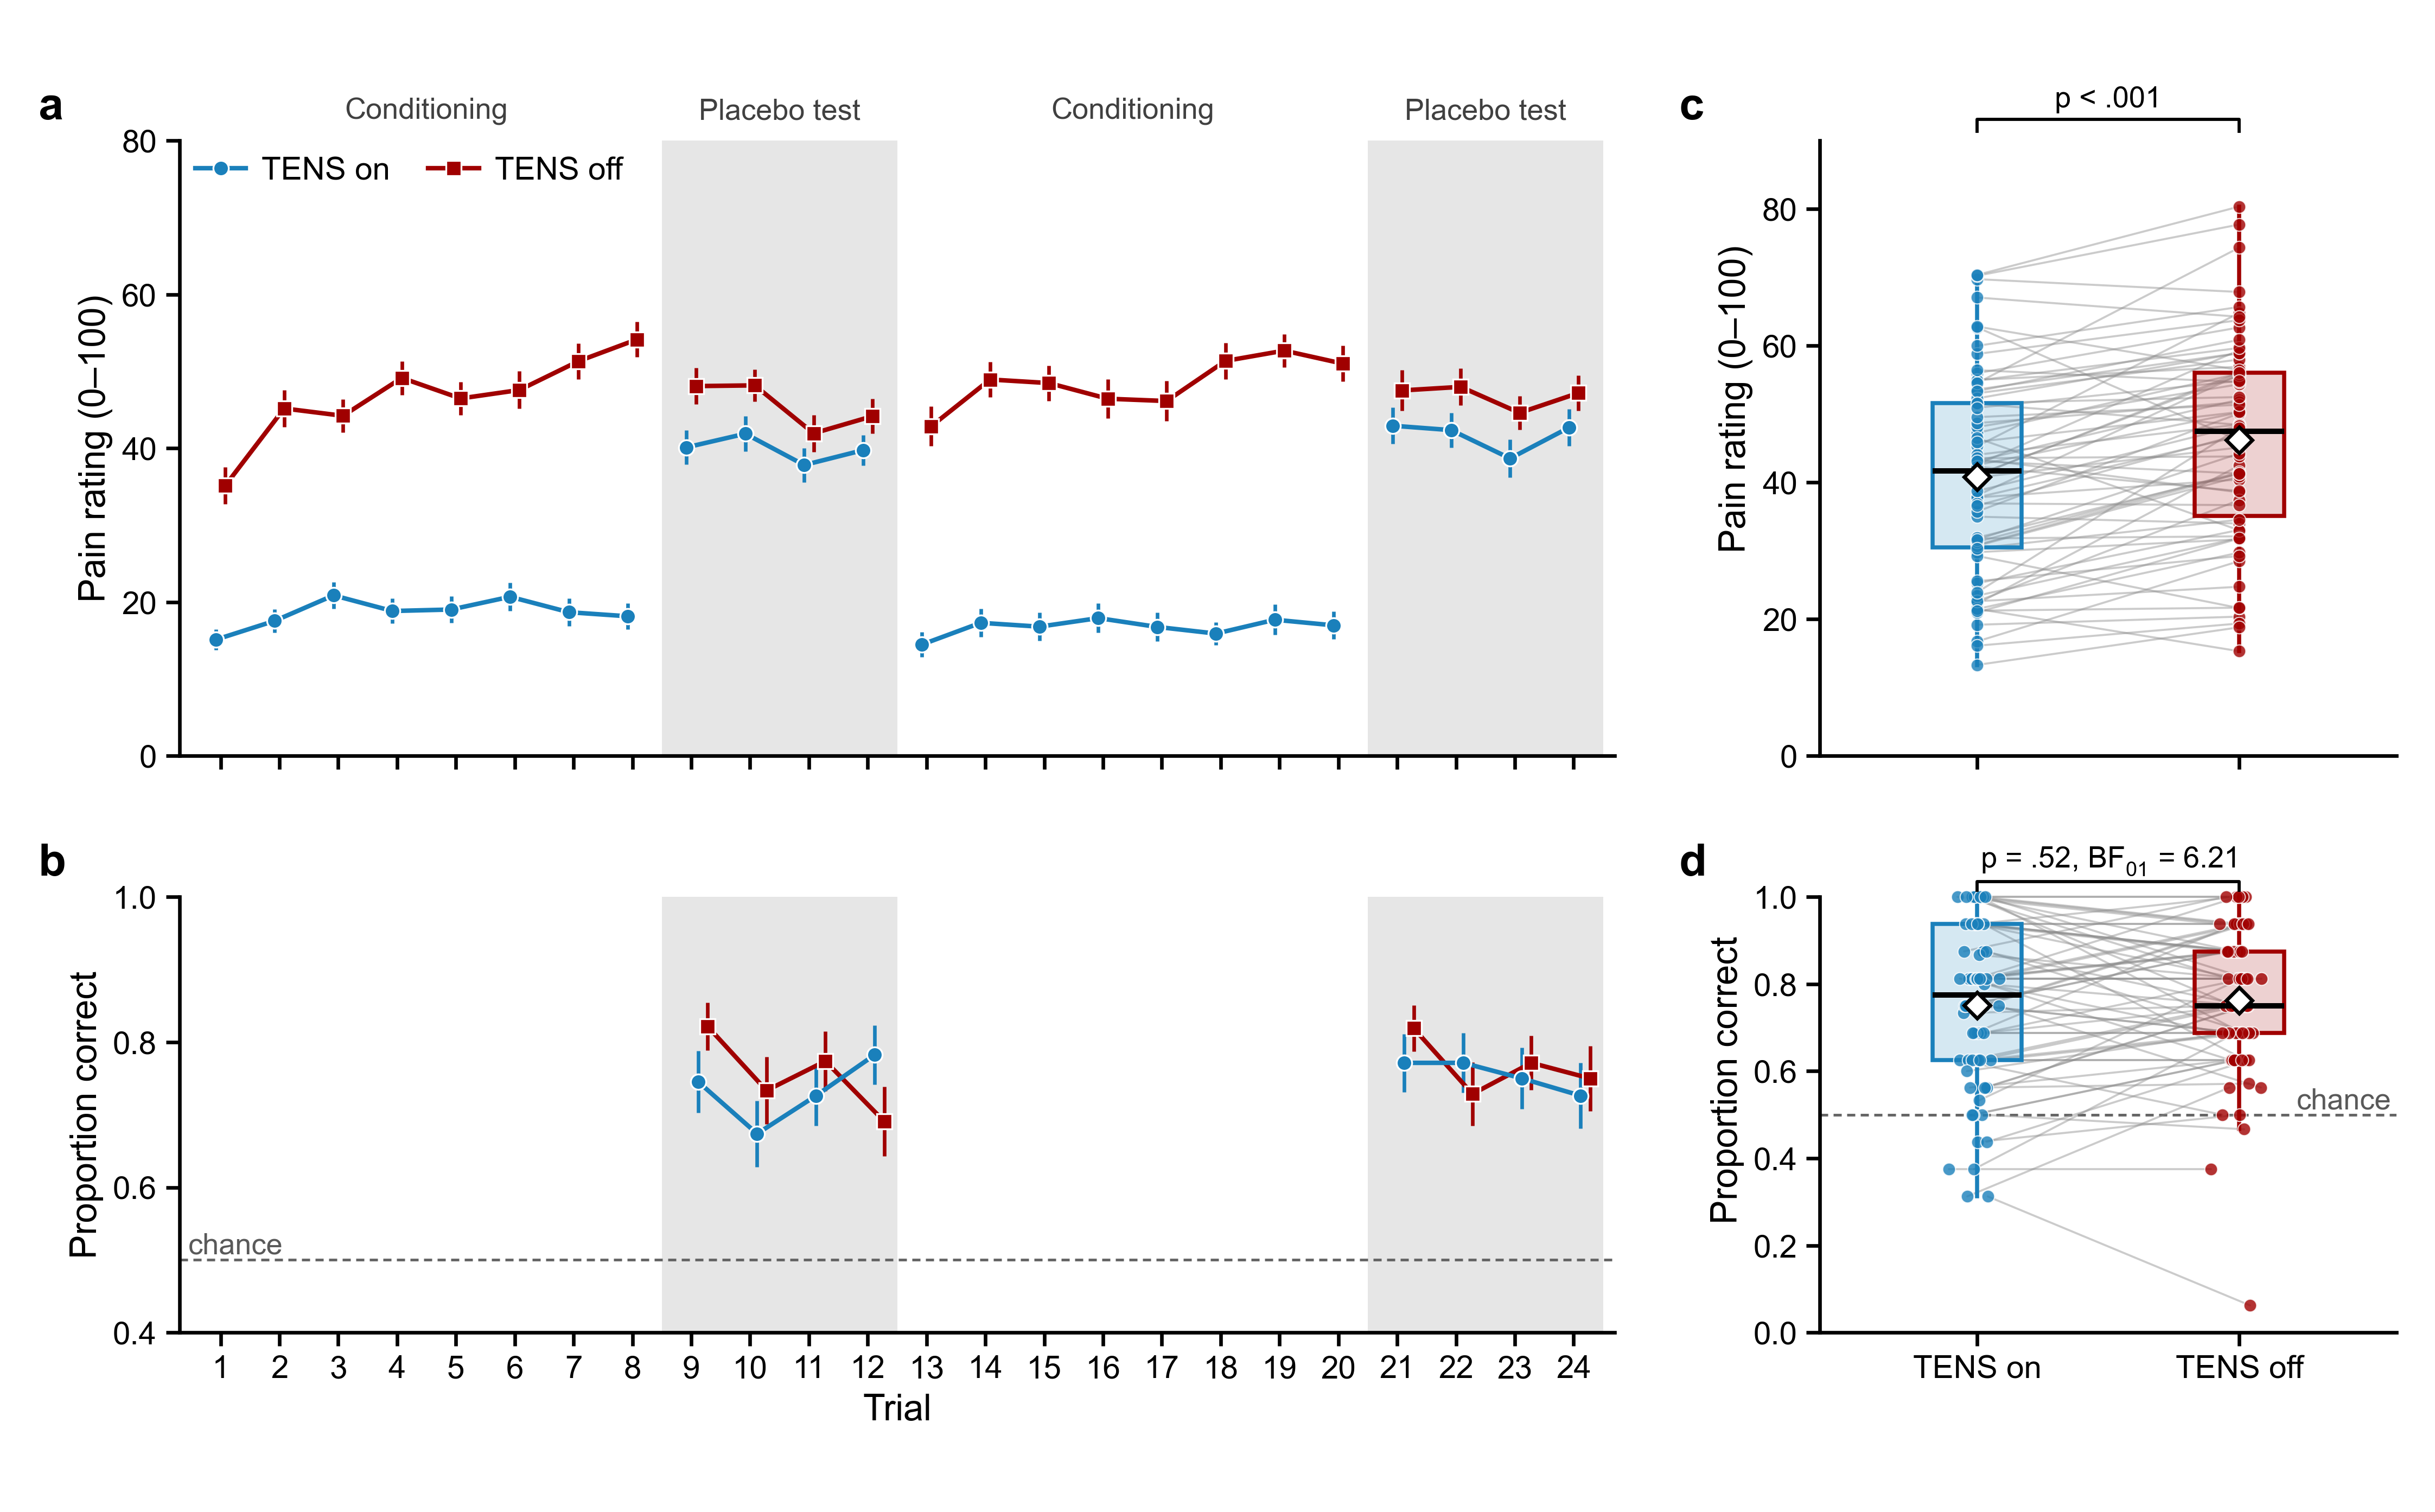 a
Conditioning
Placebo test
Conditioning
Placebo test
TENS on
TENS off
Pain rating (0–100)
80
60
40
20
0
c
p < .001
Pain rating (0–100)
80
60
40
20
0
b
Proportion correct
1.0
0.8
0.6
0.4
chance
1 2 3 4 5 6 7 8 9 10 11 12 13 14 15 16 17 18 19 20 21 22 23 24
Trial
d
p = .52, BF₀₁ = 6.21
Proportion correct
1.0
0.8
0.6
0.4
0.2
0.0
chance
TENS on
TENS off